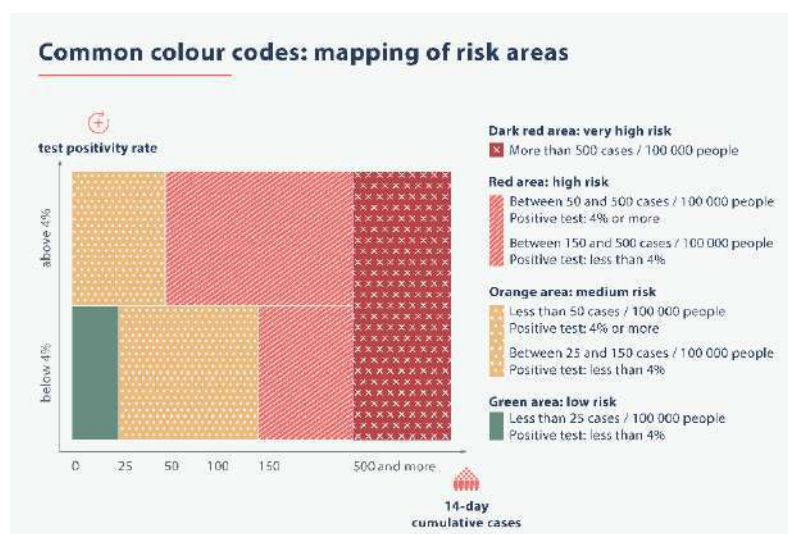 Common colour codes: mapping of risk areas
test positivity rate
above 4%
below 4%
0 25 50 100 150 500 and more
14-day
cumulative cases
Dark red area: very high risk
More than 500 cases / 100 000 people
Red area: high risk
Between 50 and 500 cases / 100 000 people
Positive test: 4% or more
Between 150 and 500 cases / 100 000 people
Positive test: less than 4%
Orange area: medium risk
Less than 50 cases / 100 000 people
Positive test: 4% or more
Between 25 and 150 cases / 100 000 people
Positive test: less than 4%
Green area: low risk
Less than 25 cases / 100 000 people
Positive test: less than 4%